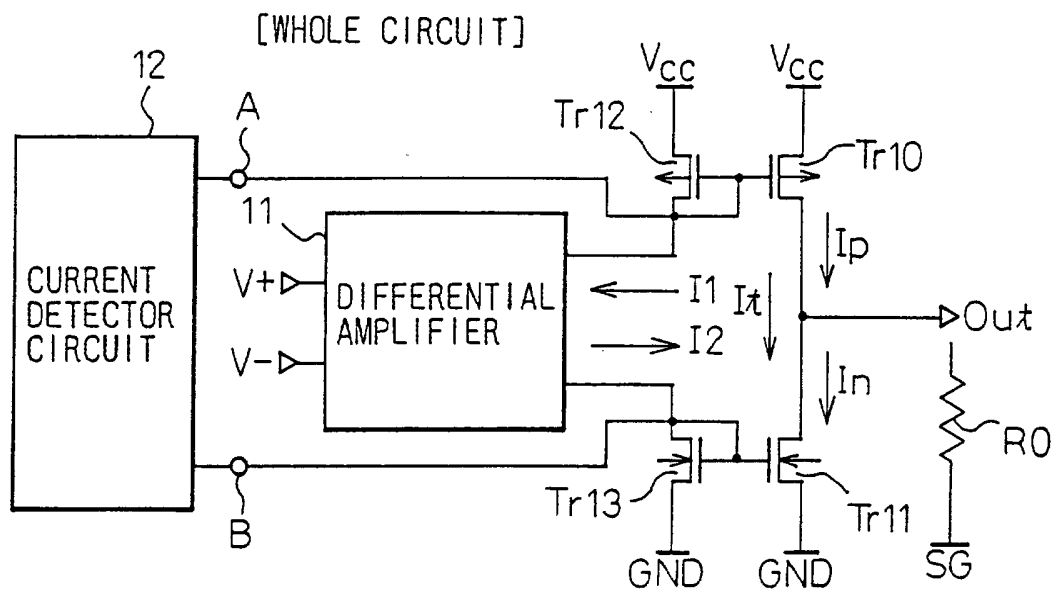 [WHOLE CIRCUIT]
12
A
VCC
VCC
Tr12
Tr10
11
CURRENT
DETECTOR
CIRCUIT
V+
V-
DIFFERENTIAL
AMPLIFIER
I1
I2
It
Ip
In
Out
R0
B
Tr13
Tr11
GND
GND
SG